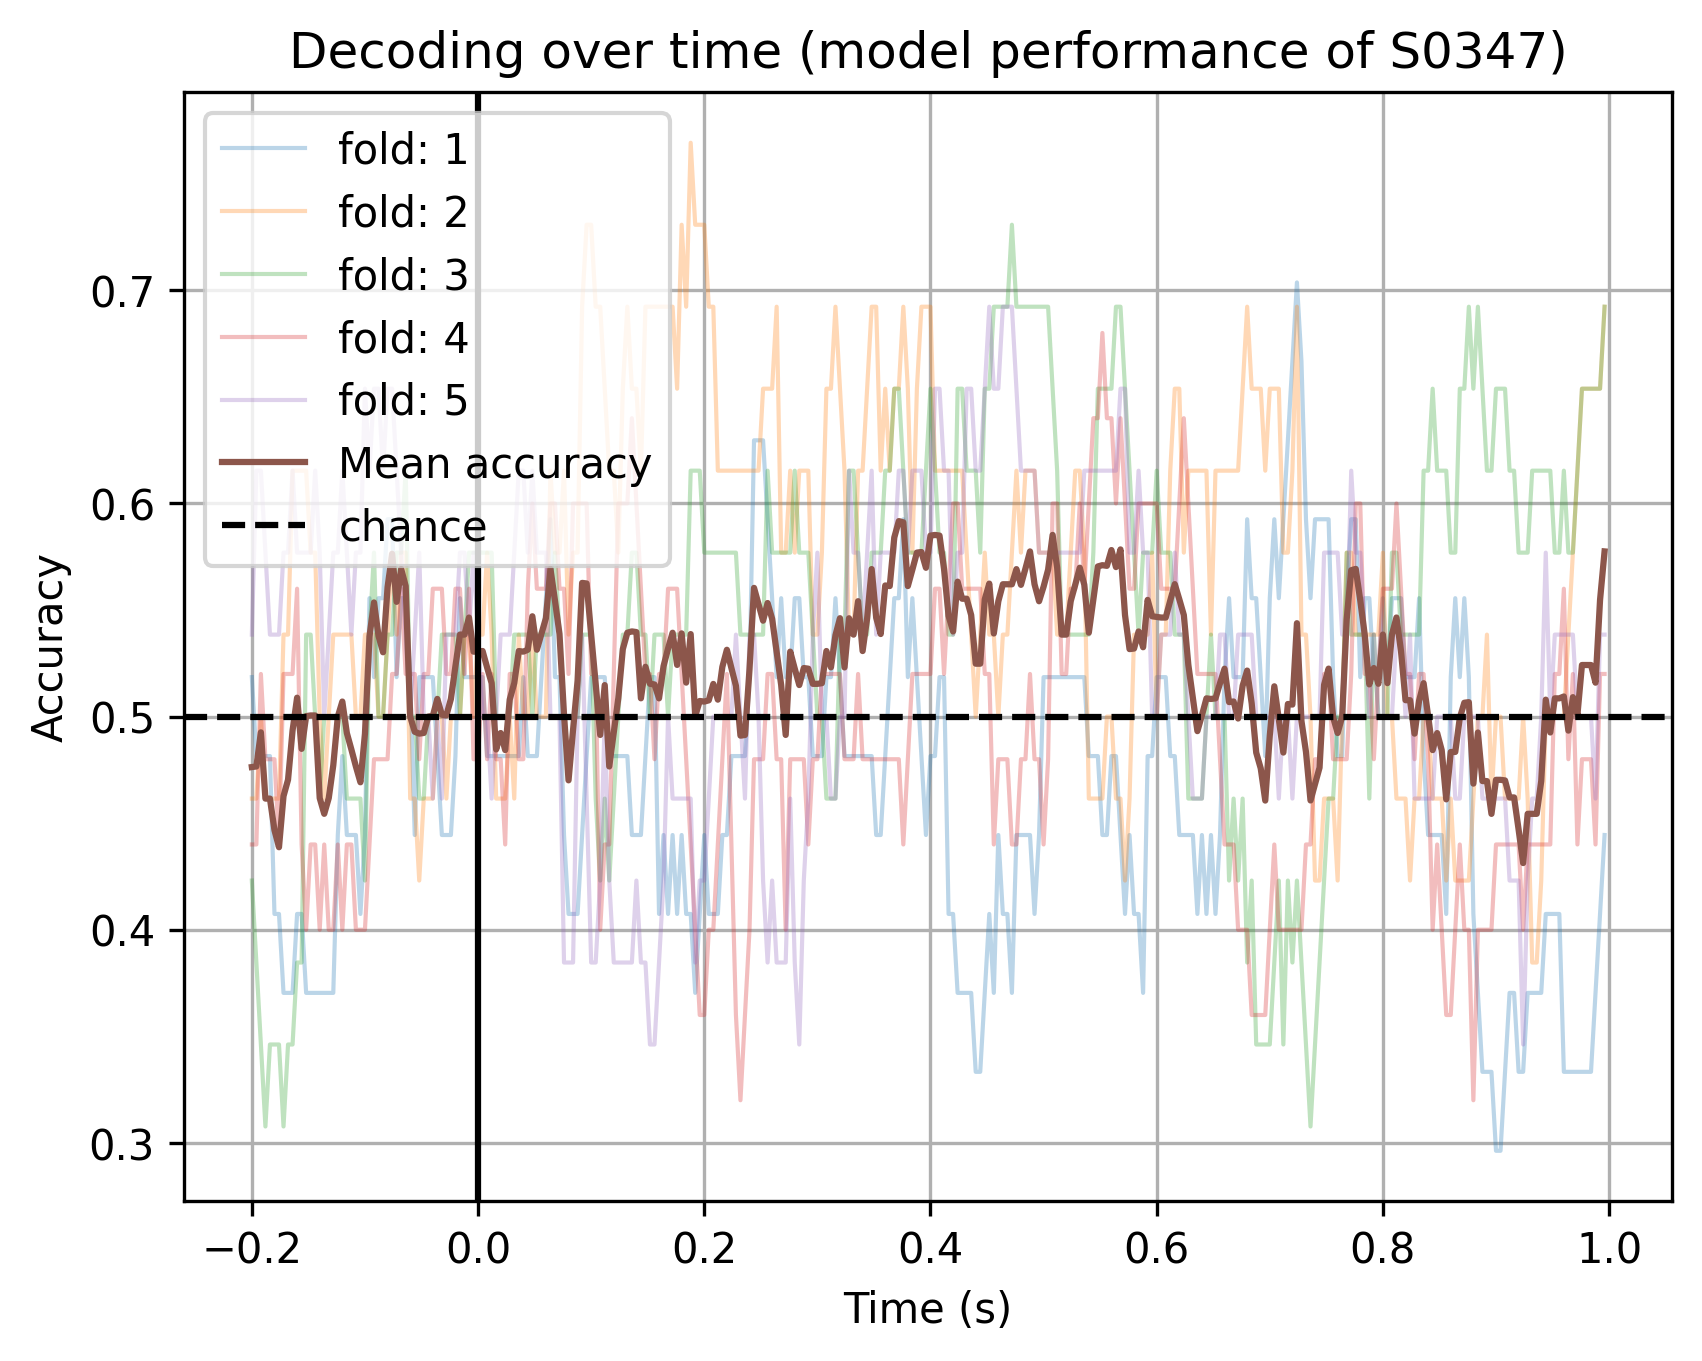 Decoding over time (model performance of S0347)
fold: 1
fold: 2
fold: 3
fold: 4
fold: 5
Mean accuracy
chance
Accuracy
0.7
0.6
0.5
0.4
0.3
−0.2 0.0 0.2 0.4 0.6 0.8 1.0
Time (s)